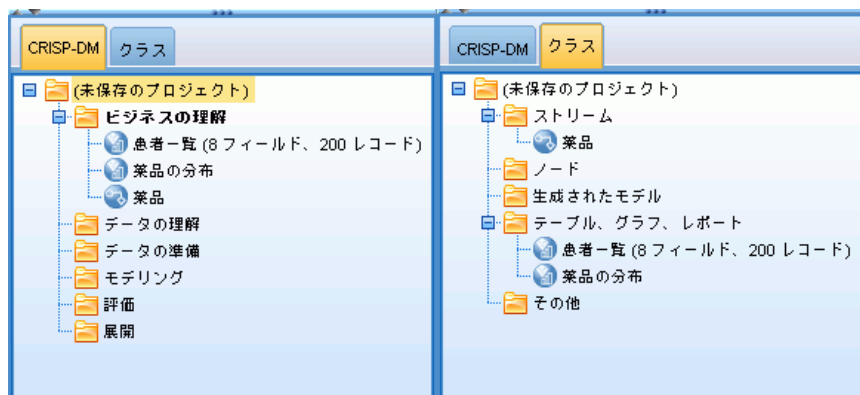 CRISP-DM クラス
(未保存のプロジェクト)
ビジネスの理解
患者一覧 (8 フィールド、200 レコード)
薬品の分布
薬品
データの理解
データの準備
モデリング
評価
展開
CRISP-DM クラス
(未保存のプロジェクト)
ストリーム
薬品
ノード
生成されたモデル
テーブル、グラフ、レポート
患者一覧 (8 フィールド、200 レコード)
薬品の分布
その他